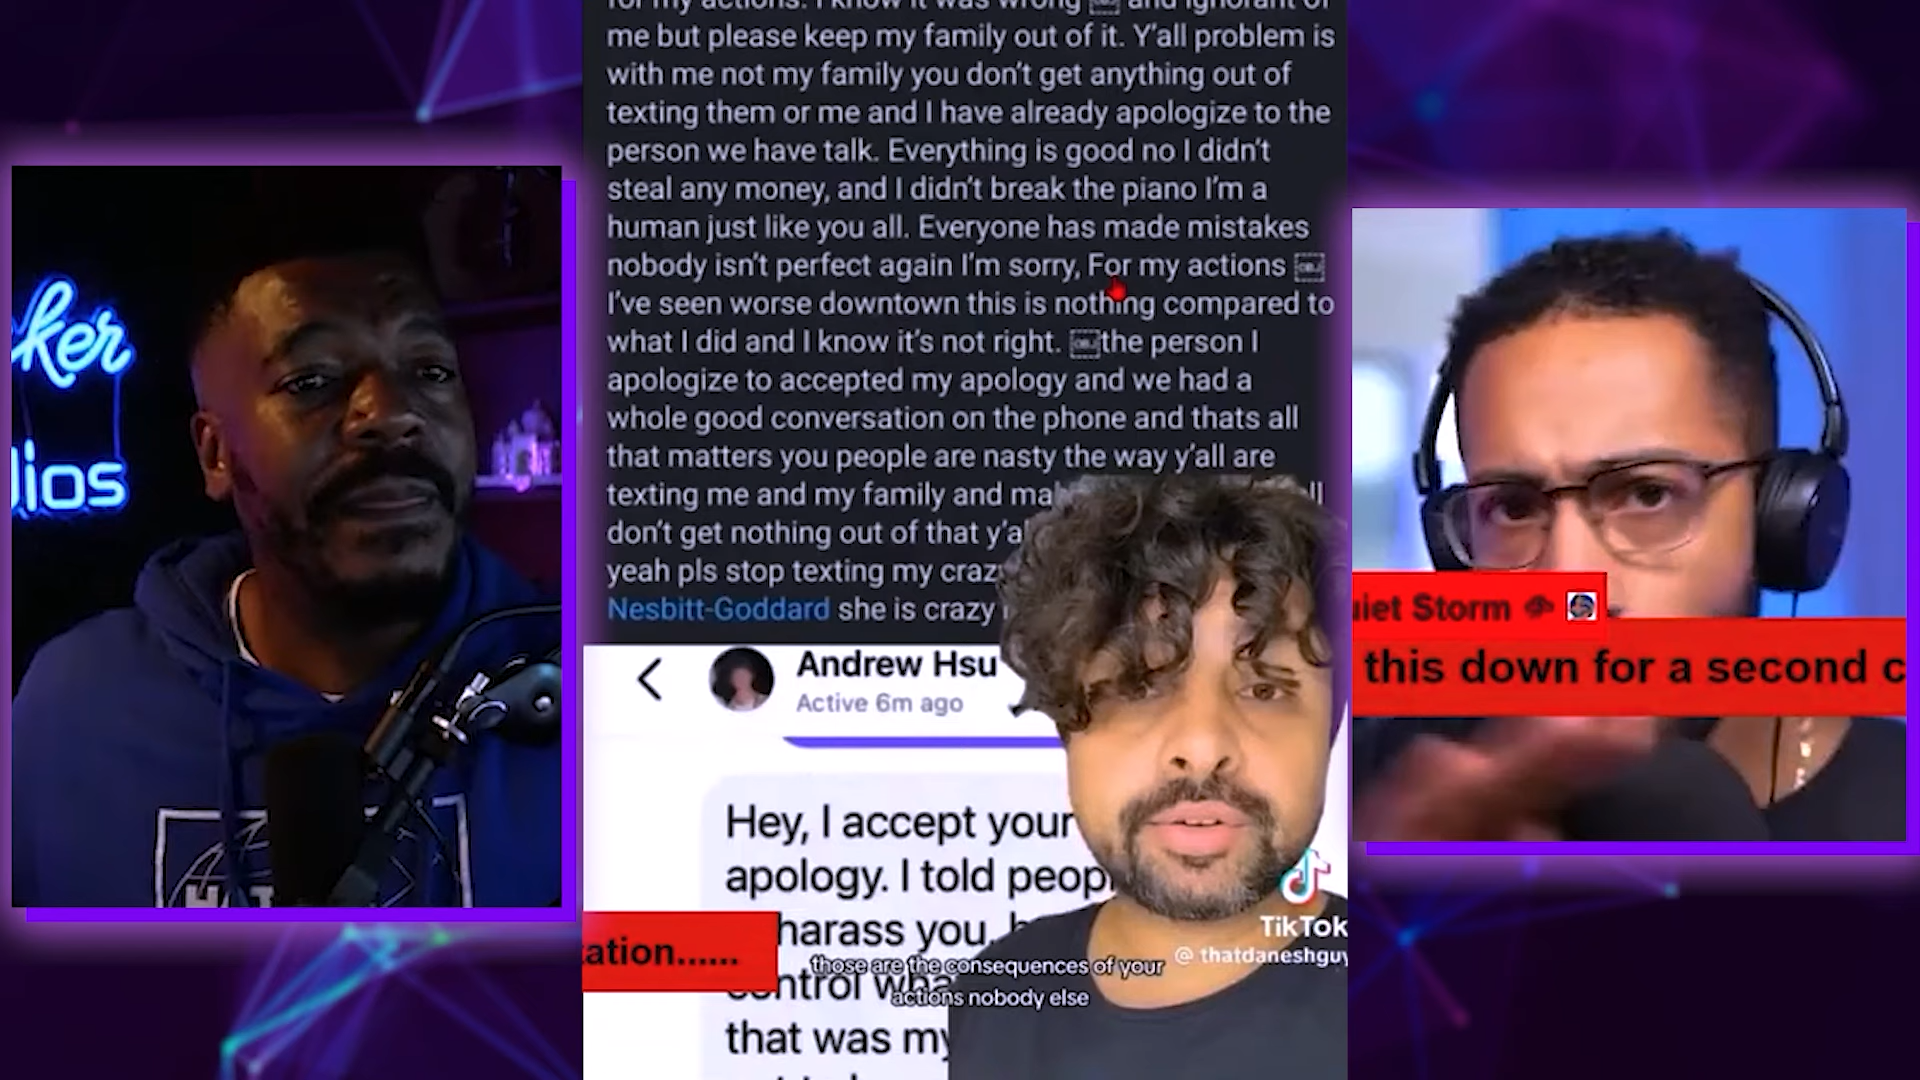 for my actions. I know it was wrong and ignorant of
me but please keep my family out of it. Y'all problem is
with me not my family you don't get anything out of
texting them or me and I have already apologize to the
person we have talk. Everything is good no I didn't
steal any money, and I didn't break the piano I'm a
human just like you all. Everyone has made mistakes
nobody isn't perfect again I'm sorry, For my actions
I've seen worse downtown this is nothing compared to
what I did and I know it's not right. the person I
apologize to accepted my apology and we had a
whole good conversation on the phone and thats all
that matters you people are nasty the way y'all are
texting me and my family and
don't get nothing out of that
yeah pls stop texting my
Nesbitt-Goddard she is crazy
Andrew Hsu
Active 6m ago
Hey, I accept your
apology. I told
harass you,
control
that was my
those are the consequences of your
actions nobody else
TikTok
@thatdaneshguy
ation......
ker
dios
uiet Storm
this down for a second c